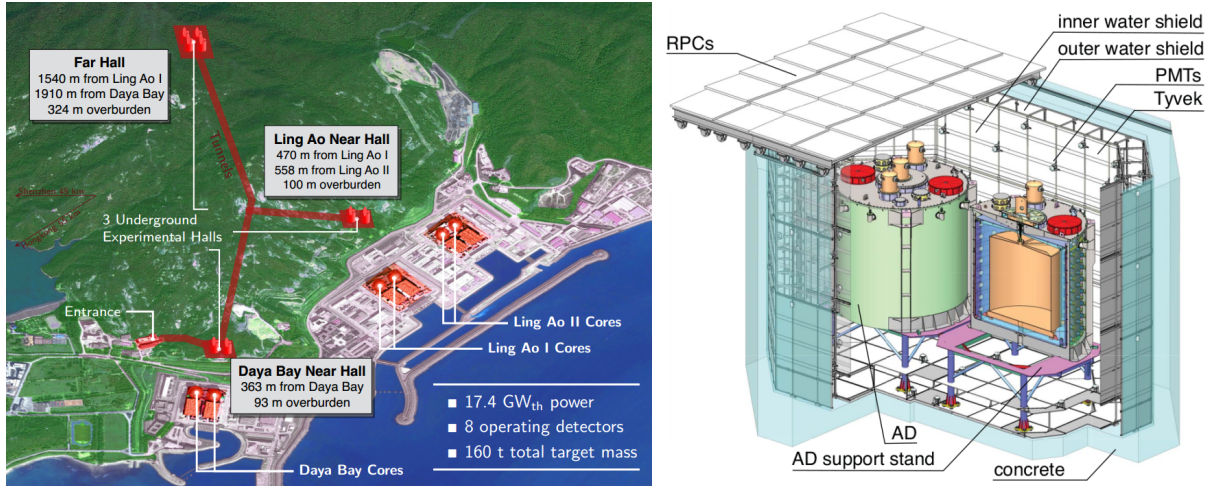 Far Hall
1540 m from Ling Ao I
1910 m from Daya Bay
324 m overburden
Tunnels
Ling Ao Near Hall
470 m from Ling Ao I
558 m from Ling Ao II
100 m overburden
3 Underground
Experimental Halls
Entrance
Ling Ao II Cores
Ling Ao I Cores
Daya Bay Near Hall
363 m from Daya Bay
93 m overburden
Daya Bay Cores
17.4 GWth power
8 operating detectors
160 t total target mass
RPCs
inner water shield
outer water shield
PMTs
Tyvek
AD
AD support stand
concrete